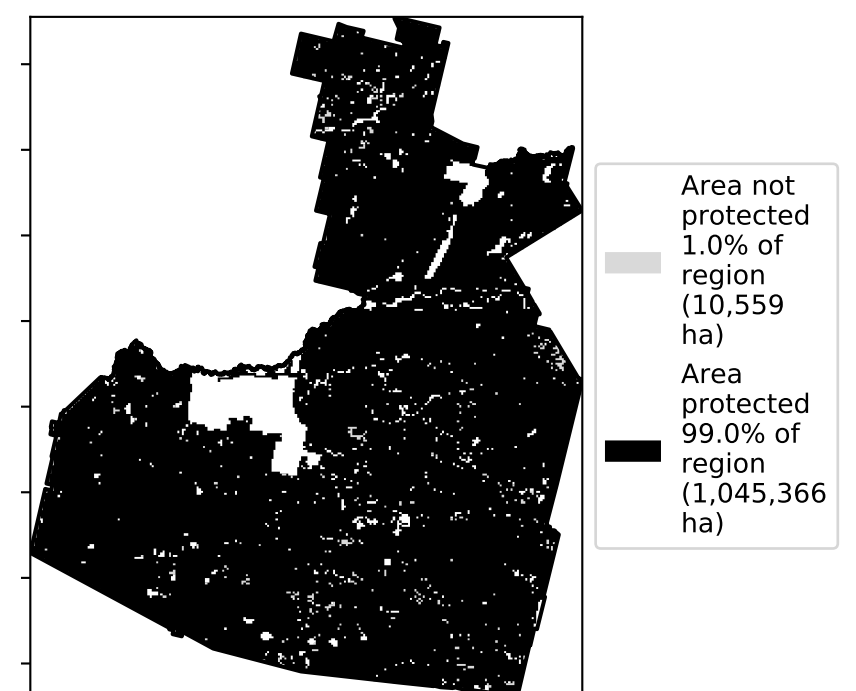 Area not
protected
1.0% of
region
(10,559
ha)
Area
protected
99.0% of
region
(1,045,366
ha)